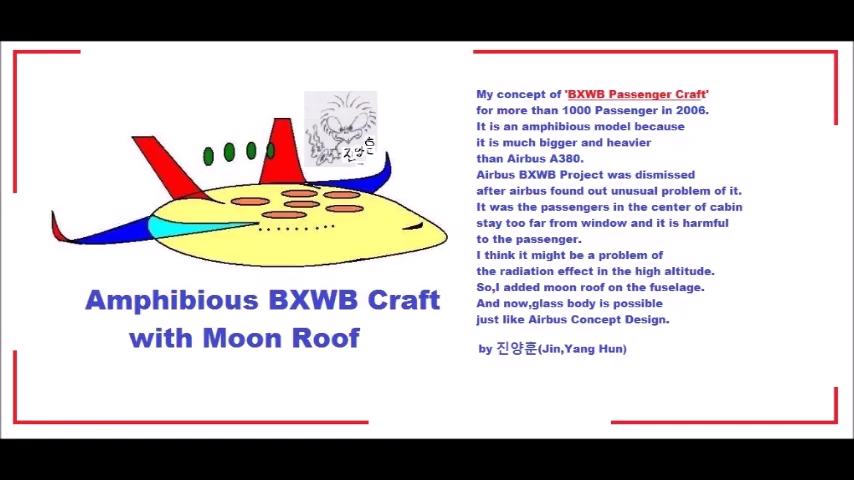 진양훈
My concept of 'BXWB Passenger Craft'
for more than 1000 Passenger in 2006.
It is an amphibious model because
it is much bigger and heavier
than Airbus A380.
Airbus BXWB Project was dismissed
after airbus found out unusual problem of it.
It was the passengers in the center of cabin
stay too far from window and it is harmful
to the passenger.
I think it might be a problem of
the radiation effect in the high altitude.
So,I added moon roof on the fuselage.
And now,glass body is possible
just like Airbus Concept Design.
by 진양훈(Jin,Yang Hun)
Amphibious BXWB Craft
with Moon Roof